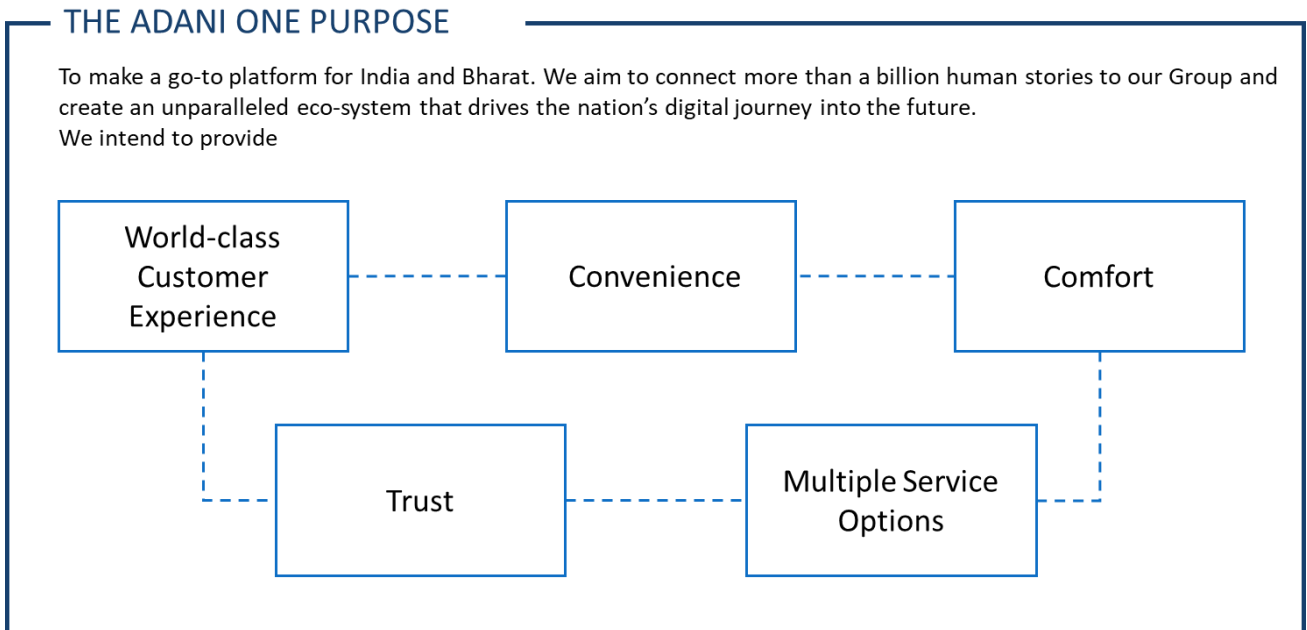 THE ADANI ONE PURPOSE
To make a go-to platform for India and Bharat. We aim to connect more than a billion human stories to our Group and
create an unparalleled eco-system that drives the nation’s digital journey into the future.
We intend to provide
World-class
Customer
Experience
Convenience
Comfort
Trust
Multiple Service
Options